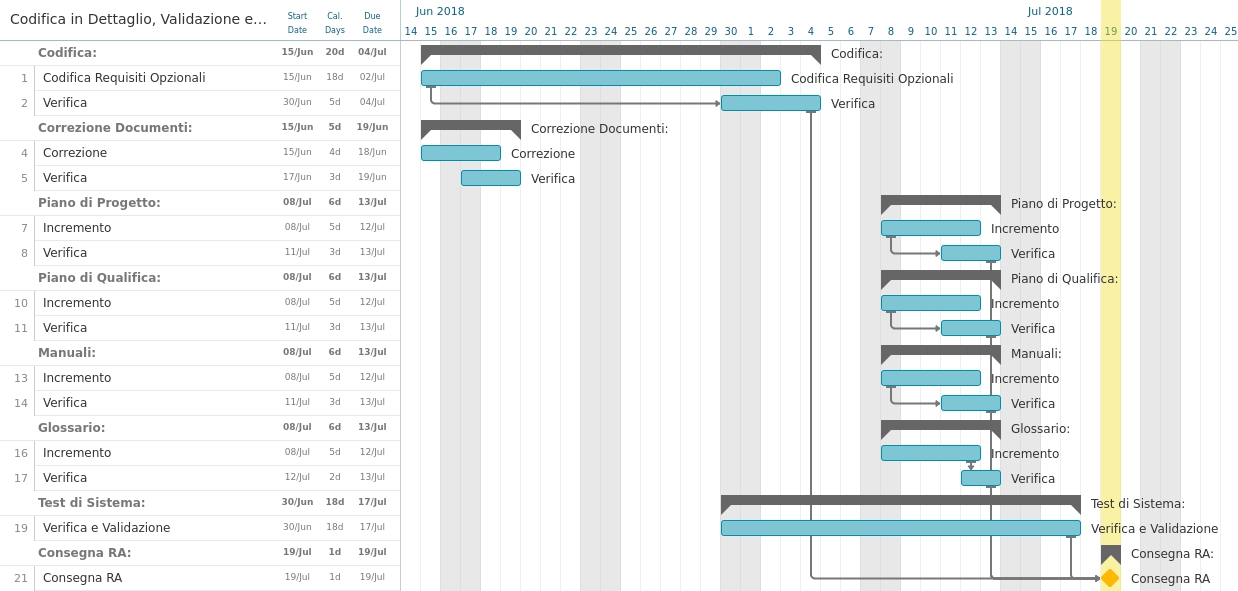 Codifica in Dettaglio, Validazione e... Start Date Cal. Days Due Date
Jun 2018 Jul 2018
14 15 16 17 18 19 20 21 22 23 24 25 26 27 28 29 30 1 2 3 4 5 6 7 8 9 10 11 12 13 14 15 16 17 18 19 20 21 22 23 24 25
Codifica: 15/Jun 20d 04/Jul Codifica:
1 Codifica Requisiti Opzionali 15/Jun 18d 02/Jul Codifica Requisiti Opzionali
2 Verifica 30/Jun 5d 04/Jul Verifica
Correzione Documenti: 15/Jun 5d 19/Jun Correzione Documenti:
4 Correzione 15/Jun 4d 18/Jun Correzione
5 Verifica 17/Jun 3d 19/Jun Verifica
Piano di Progetto: 08/Jul 6d 13/Jul Piano di Progetto:
7 Incremento 08/Jul 5d 12/Jul Incremento
8 Verifica 11/Jul 3d 13/Jul Verifica
Piano di Qualifica: 08/Jul 6d 13/Jul Piano di Qualifica:
10 Incremento 08/Jul 5d 12/Jul Incremento
11 Verifica 11/Jul 3d 13/Jul Verifica
Manuali: 08/Jul 6d 13/Jul Manuali:
13 Incremento 08/Jul 5d 12/Jul Incremento
14 Verifica 11/Jul 3d 13/Jul Verifica
Glossario: 08/Jul 6d 13/Jul Glossario:
16 Incremento 08/Jul 5d 12/Jul Incremento
17 Verifica 12/Jul 2d 13/Jul Verifica
Test di Sistema: 30/Jun 18d 17/Jul Test di Sistema:
19 Verifica e Validazione 30/Jun 18d 17/Jul Verifica e Validazione
Consegna RA: 19/Jul 1d 19/Jul Consegna RA:
21 Consegna RA 19/Jul 1d 19/Jul Consegna RA